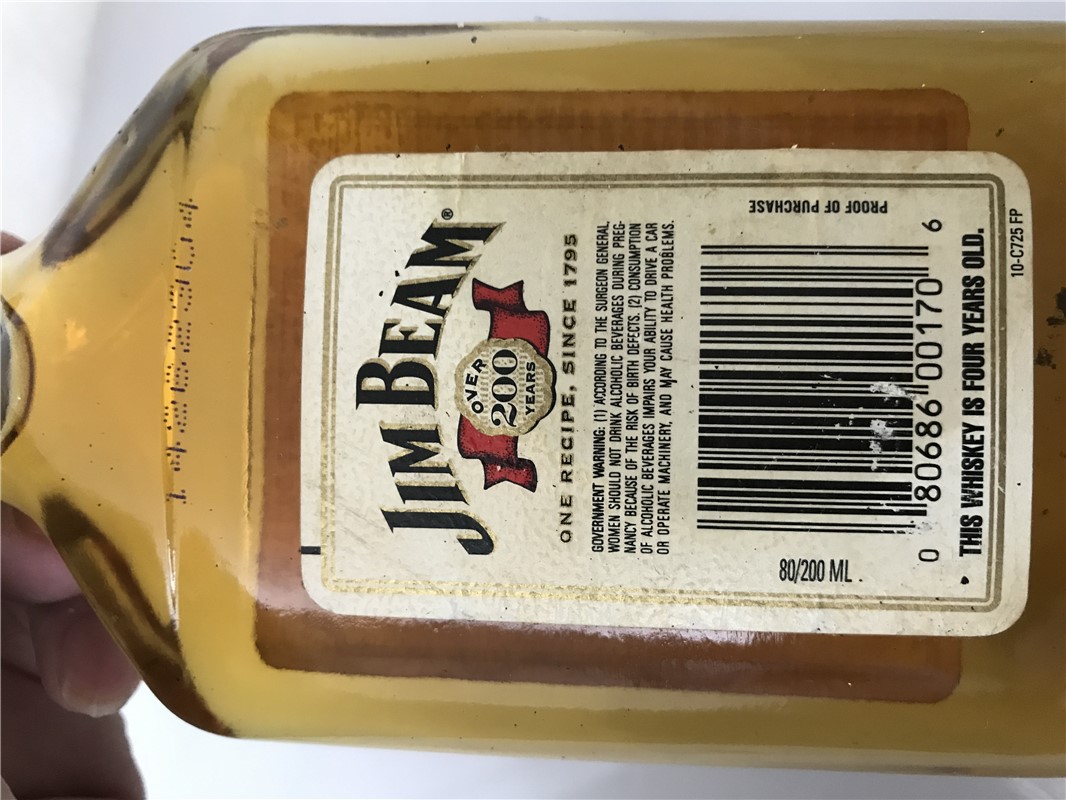 JIM BEAM®
OVER
200
YEARS
ONE RECIPE, SINCE 1795
GOVERNMENT WARNING: (1) ACCORDING TO THE SURGEON GENERAL,
WOMEN SHOULD NOT DRINK ALCOHOLIC BEVERAGES DURING PREG-
NANCY BECAUSE OF THE RISK OF BIRTH DEFECTS. (2) CONSUMPTION
OF ALCOHOLIC BEVERAGES IMPAIRS YOUR ABILITY TO DRIVE A CAR
OR OPERATE MACHINERY, AND MAY CAUSE HEALTH PROBLEMS.
PROOF OF PURCHASE
80/200 ML .
0 80686 00170 6
• THIS WHISKEY IS FOUR YEARS OLD.
10-C725 FP